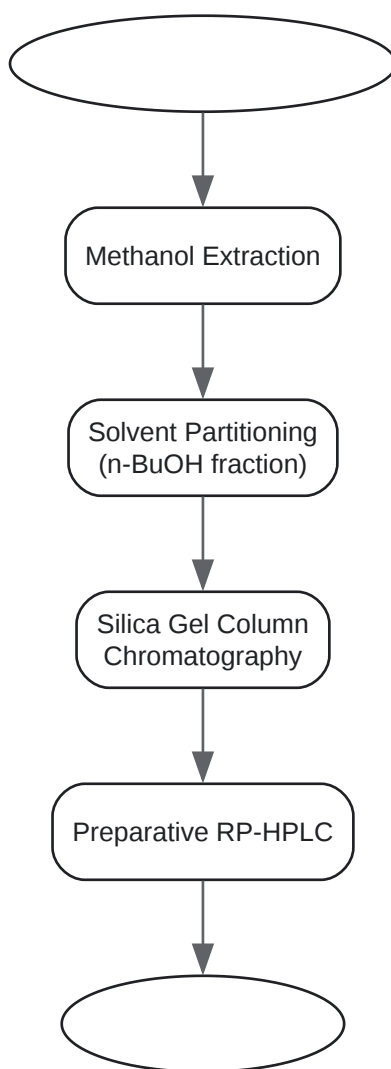 Methanol Extraction
Solvent Partitioning
(n-BuOH fraction)
Silica Gel Column
Chromatography
Preparative RP-HPLC